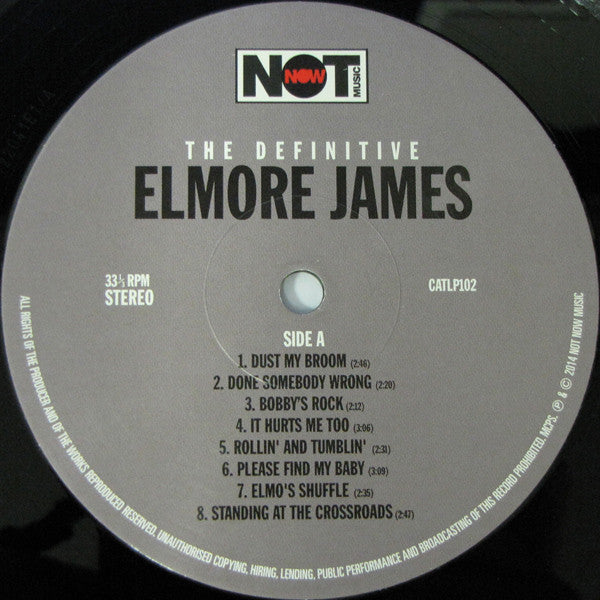 NOT
NOW
MUSIC
THE DEFINITIVE
ELMORE JAMES
33⅓ RPM
STEREO
CATLP102
SIDE A
1. DUST MY BROOM (2:46)
2. DONE SOMEBODY WRONG (2:20)
3. BOBBY'S ROCK (2:12)
4. IT HURTS ME TOO (3:06)
5. ROLLIN' AND TUMBLIN' (2:31)
6. PLEASE FIND MY BABY (3:09)
7. ELMO'S SHUFFLE (2:35)
8. STANDING AT THE CROSSROADS (2:47)
ALL RIGHTS OF THE PRODUCER AND OF THE WORKS REPRODUCED RESERVED. UNAUTHORISED COPYING, HIRING, LENDING, PUBLIC PERFORMANCE AND BROADCASTING OF THIS RECORD PROHIBITED. MCPS. ℗ & © 2014 NOT NOW MUSIC